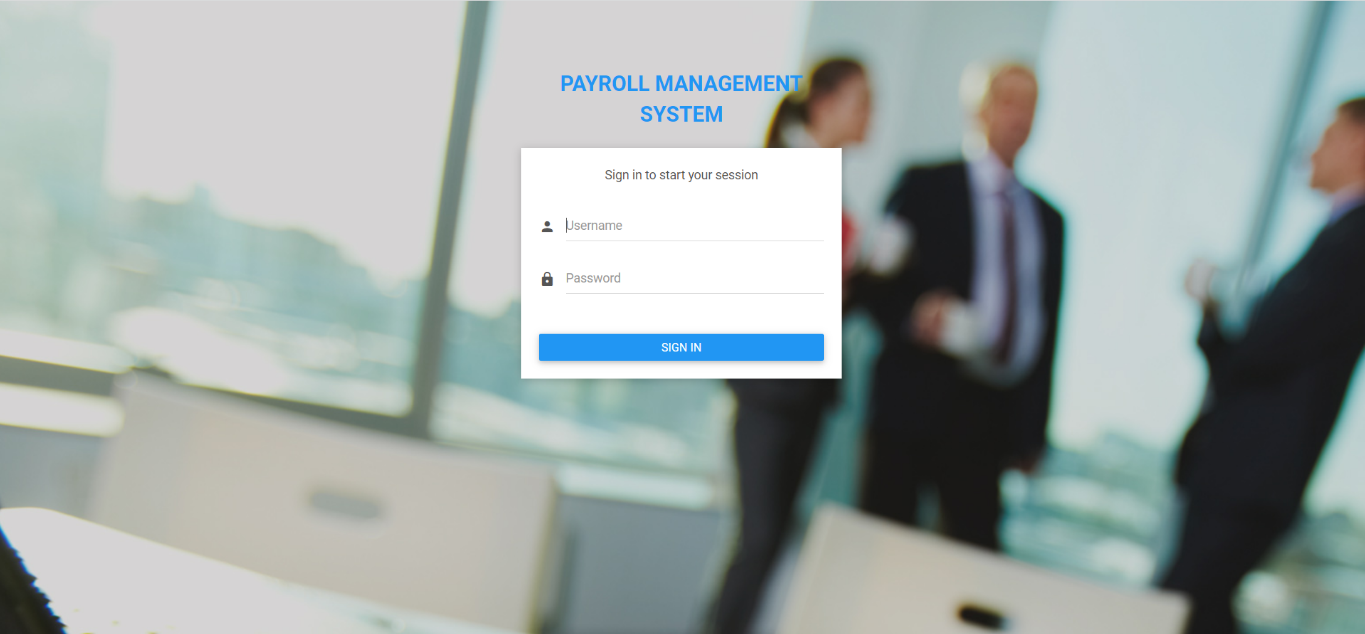 PAYROLL MANAGEMENT
SYSTEM
Sign in to start your session
Username
Password
SIGN IN